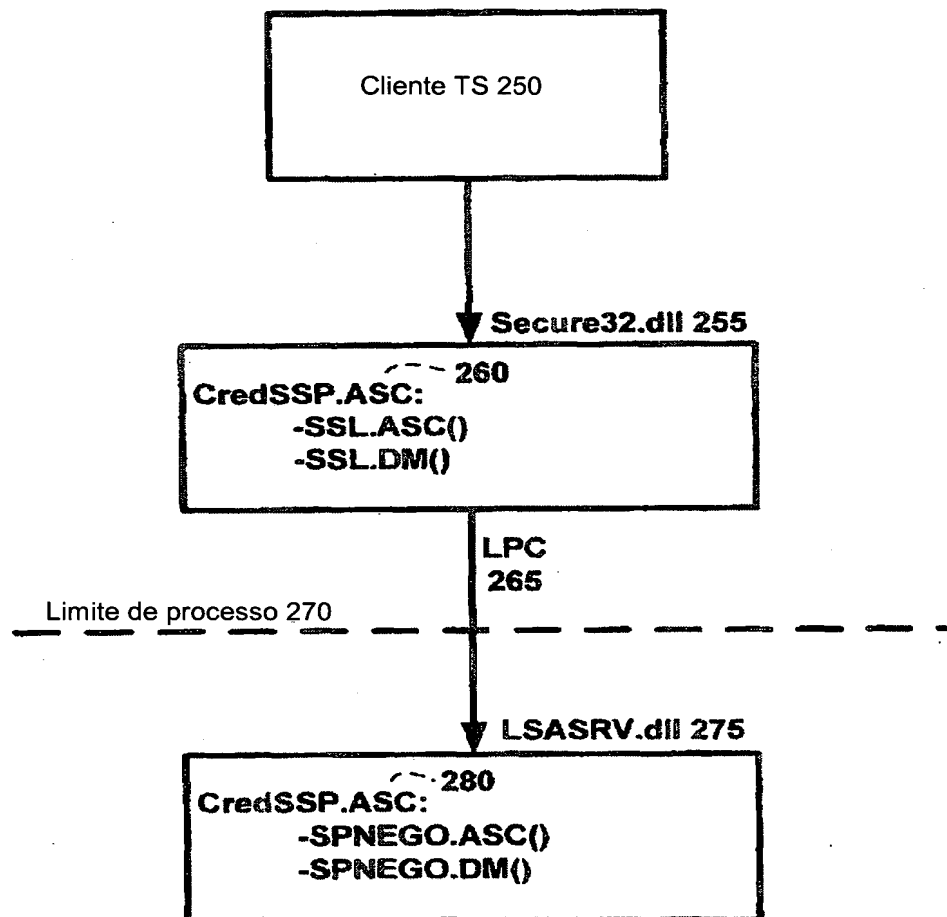 Cliente TS 250
Secure32.dll 255
260
CredSSP.ASC:
-SSL.ASC()
-SSL.DM()
LPC
265
Limite de processo 270
LSASRV.dll 275
280
CredSSP.ASC:
-SPNEGO.ASC()
-SPNEGO.DM()